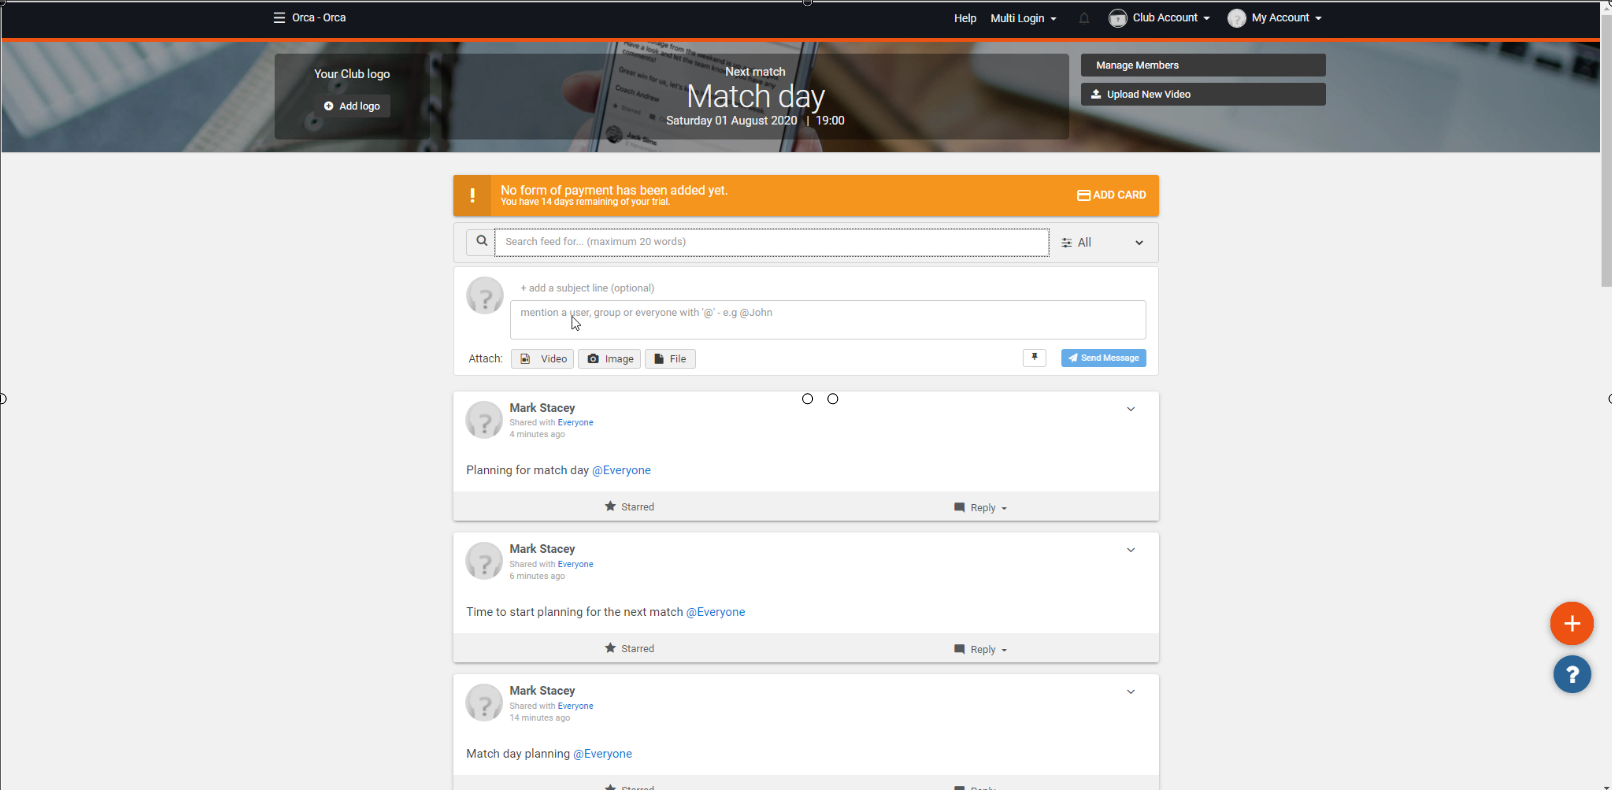 Orca - Orca
Help
Multi Login
Club Account
My Account
Your Club logo
Add logo
Next match
Match day
Saturday 01 August 2020 | 19:00
Manage Members
Upload New Video
No form of payment has been added yet.
You have 14 days remaining of your trial.
ADD CARD
Search feed for... (maximum 20 words)
All
+ add a subject line (optional)
mention a user, group or everyone with '@' - e.g @John
Attach:
Video
Image
File
Send Message
Mark Stacey
Shared with Everyone
4 minutes ago
Planning for match day @Everyone
Starred
Reply
Mark Stacey
Shared with Everyone
6 minutes ago
Time to start planning for the next match @Everyone
Starred
Reply
Mark Stacey
Shared with Everyone
14 minutes ago
Match day planning @Everyone
Starred
Reply